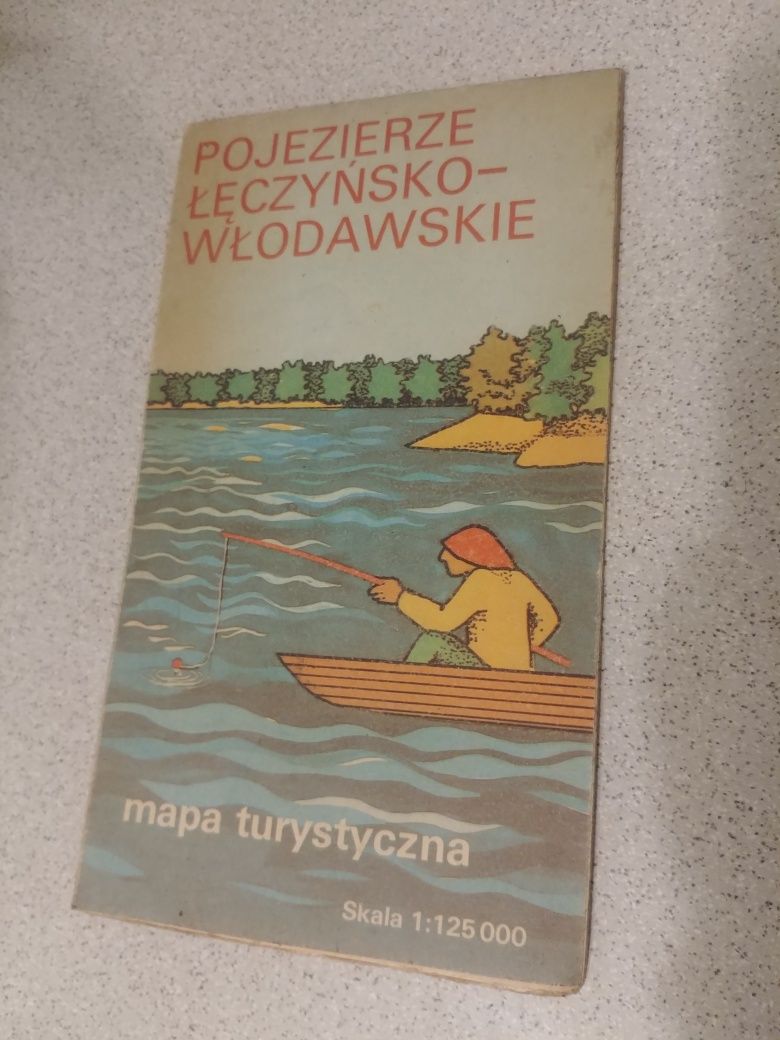 POJEZIERZE
ŁĘCZYŃSKO-
WŁODAWSKIE
mapa turystyczna
Skala 1:125 000